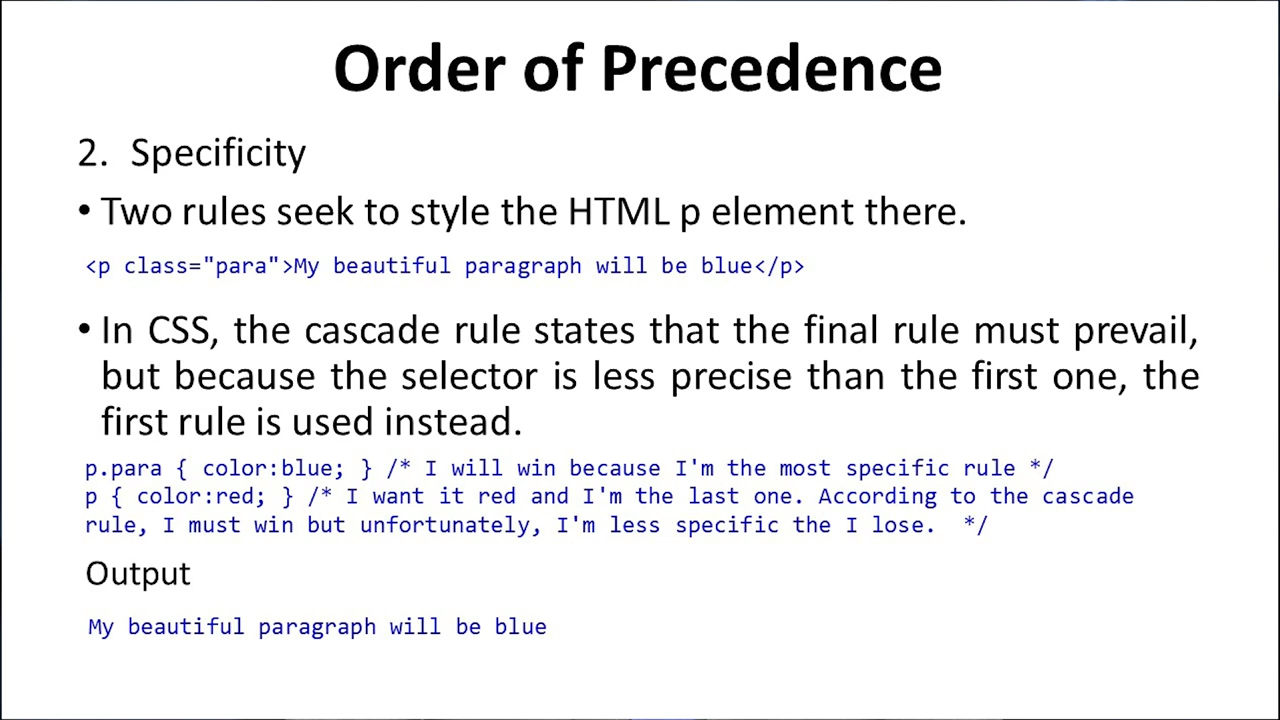 Order of Precedence
2. Specificity
• Two rules seek to style the HTML p element there.
<p class="para">My beautiful paragraph will be blue</p>
• In CSS, the cascade rule states that the final rule must prevail,
but because the selector is less precise than the first one, the
first rule is used instead.
p.para { color:blue; } /* I will win because I'm the most specific rule */
p { color:red; } /* I want it red and I'm the last one. According to the cascade
rule, I must win but unfortunately, I'm less specific the I lose.  */
Output
My beautiful paragraph will be blue